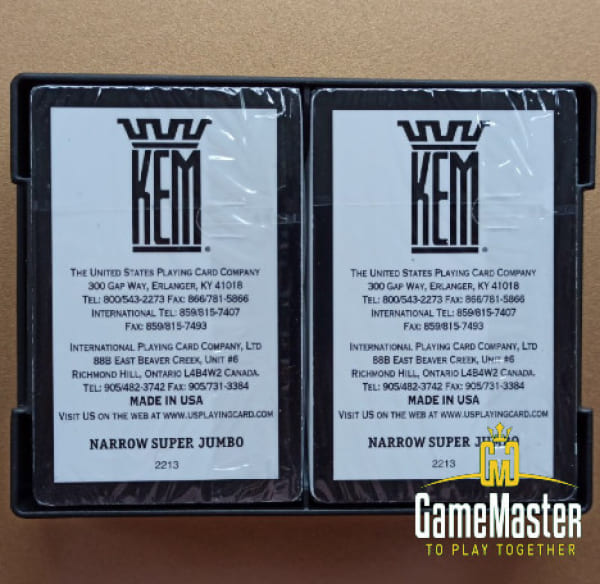 KEM
THE UNITED STATES PLAYING CARD COMPANY
300 GAP WAY, ERLANGER, KY 41018
TEL: 800/543-2273 FAX: 866/781-5866
INTERNATIONAL TEL: 859/815-7407
FAX: 859/815-7493
INTERNATIONAL PLAYING CARD COMPANY, LTD
88B EAST BEAVER CREEK, UNIT #6
RICHMOND HILL, ONTARIO L4B4W2 CANADA.
TEL: 905/482-3742 FAX: 905/731-3384
MADE IN USA
VISIT US ON THE WEB AT WWW.USPLAYINGCARD.COM
NARROW SUPER JUMBO
2213
KEM
THE UNITED STATES PLAYING CARD COMPANY
300 GAP WAY, ERLANGER, KY 41018
TEL: 800/543-2273 FAX: 866/781-5866
INTERNATIONAL TEL: 859/815-7407
FAX: 859/815-7493
INTERNATIONAL PLAYING CARD COMPANY, LTD
88B EAST BEAVER CREEK, UNIT #6
RICHMOND HILL, ONTARIO L4B4W2 CANADA.
TEL: 905/482-3742 FAX: 905/731-3384
MADE IN USA
VISIT US ON THE WEB AT WWW.USPLAYINGCARD.COM
NARROW SUPER JUMBO
2213
GM
GameMaster
TO PLAY TOGETHER